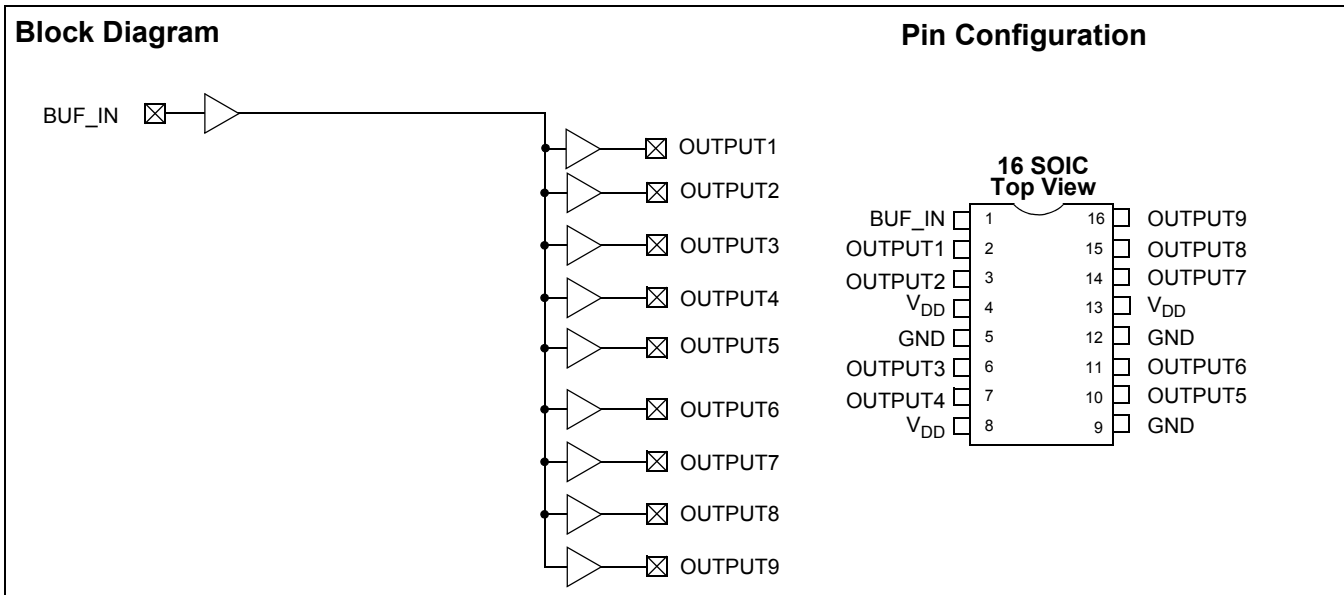 Block Diagram
Pin Configuration
BUF_IN
OUTPUT1
OUTPUT2
OUTPUT3
OUTPUT4
OUTPUT5
OUTPUT6
OUTPUT7
OUTPUT8
OUTPUT9
16 SOIC
Top View
BUF_IN 1 16 OUTPUT9
OUTPUT1 2 15 OUTPUT8
OUTPUT2 3 14 OUTPUT7
VDD 4 13 VDD
GND 5 12 GND
OUTPUT3 6 11 OUTPUT6
OUTPUT4 7 10 OUTPUT5
VDD 8 9 GND